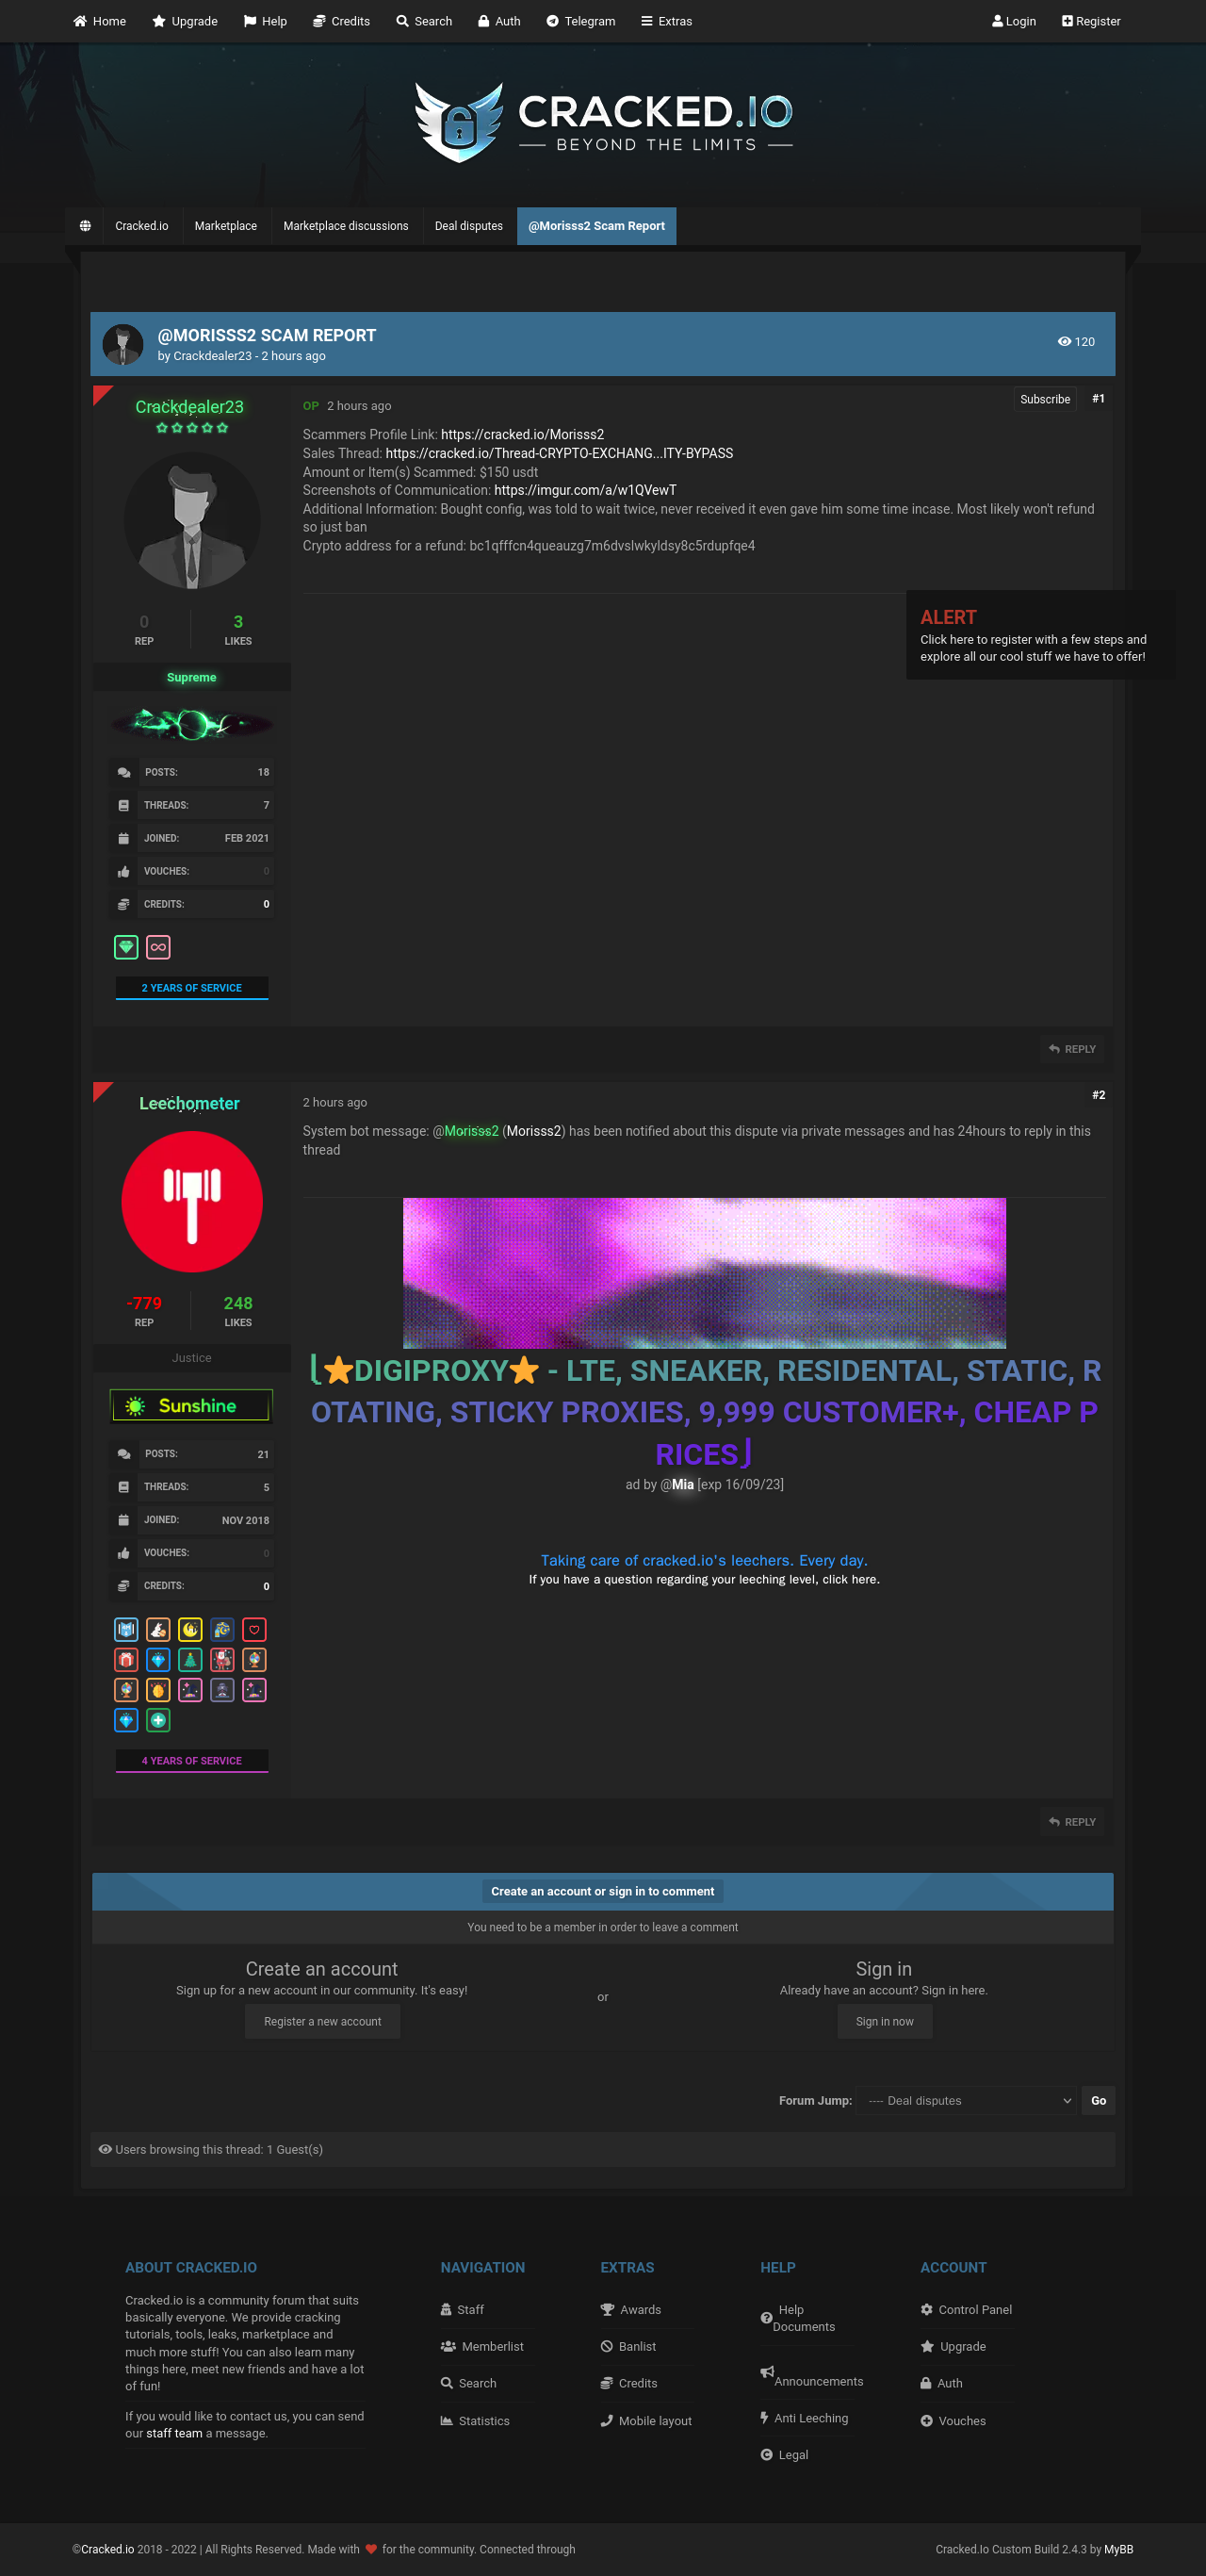 Home Upgrade Help Credits Search Auth Telegram Extras Login Register
CRACKED.IO
BEYOND THE LIMITS
Cracked.io Marketplace Marketplace discussions Deal disputes @Morisss2 Scam Report
@MORISSS2 SCAM REPORT
by Crackdealer23 - 2 hours ago
120
Crackdealer23
OP 2 hours ago
Subscribe #1
Scammers Profile Link: https://cracked.io/Morisss2
Sales Thread: https://cracked.io/Thread-CRYPTO-EXCHANG...ITY-BYPASS
Amount or Item(s) Scammed: $150 usdt
Screenshots of Communication: https://imgur.com/a/w1QVewT
Additional Information: Bought config, was told to wait twice, never received it even gave him some time incase. Most likely won't refund
so just ban
Crypto address for a refund: bc1qfffcn4queauzg7m6dvslwkyldsy8c5rdupfqe4
0 3
REP LIKES
Supreme
POSTS: 18
THREADS: 7
JOINED: FEB 2021
VOUCHES: 0
CREDITS: 0
2 YEARS OF SERVICE
ALERT
Click here to register with a few steps and
explore all our cool stuff we have to offer!
REPLY
Leechometer
2 hours ago
#2
System bot message: @Morisss2 (Morisss2) has been notified about this dispute via private messages and has 24hours to reply in this
thread
-779 248
REP LIKES
Justice
Sunshine
POSTS: 21
THREADS: 5
JOINED: NOV 2018
VOUCHES: 0
CREDITS: 0
4 YEARS OF SERVICE
⎩⭐DIGIPROXY⭐ - LTE, SNEAKER, RESIDENTAL, STATIC, R
OTATING, STICKY PROXIES, 9,999 CUSTOMER+, CHEAP P
RICES⎭
ad by @Mia [exp 16/09/23]
Taking care of cracked.io's leechers. Every day.
If you have a question regarding your leeching level, click here.
REPLY
Create an account or sign in to comment
You need to be a member in order to leave a comment
Create an account
Sign up for a new account in our community. It's easy!
Register a new account
or
Sign in
Already have an account? Sign in here.
Sign in now
Forum Jump: ---- Deal disputes Go
Users browsing this thread: 1 Guest(s)
ABOUT CRACKED.IO
Cracked.io is a community forum that suits
basically everyone. We provide cracking
tutorials, tools, leaks, marketplace and
much more stuff! You can also learn many
things here, meet new friends and have a lot
of fun!
If you would like to contact us, you can send
our staff team a message.
NAVIGATION
Staff
Memberlist
Search
Statistics
EXTRAS
Awards
Banlist
Credits
Mobile layout
HELP
Help
Documents
Announcements
Anti Leeching
Legal
ACCOUNT
Control Panel
Upgrade
Auth
Vouches
©Cracked.io 2018 - 2022 | All Rights Reserved. Made with ❤ for the community. Connected through
Cracked.Io Custom Build 2.4.3 by MyBB